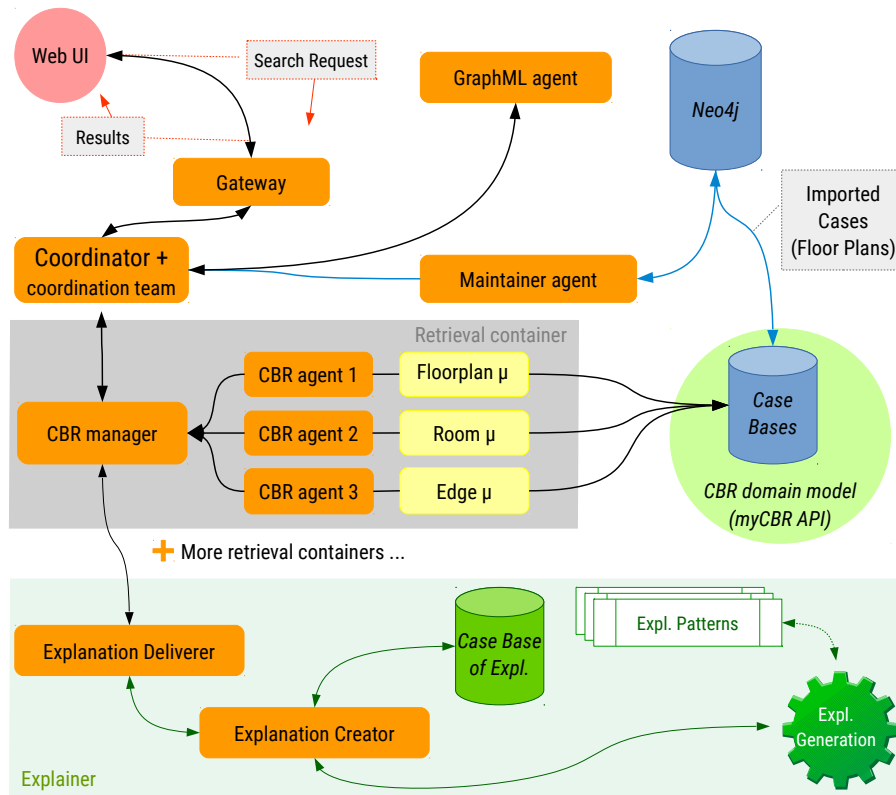 Web UI
Search Request
GraphML agent
Neo4j
Results
Gateway
Imported
Cases
(Floor Plans)
Coordinator +
coordination team
Maintainer agent
Retrieval container
CBR agent 1
Floorplan μ
CBR manager
CBR agent 2
Room μ
CBR agent 3
Edge μ
Case
Bases
CBR domain model
(myCBR API)
+ More retrieval containers ...
Explanation Deliverer
Case Base
of Expl.
Expl. Patterns
Explanation Creator
Expl.
Generation
Explainer